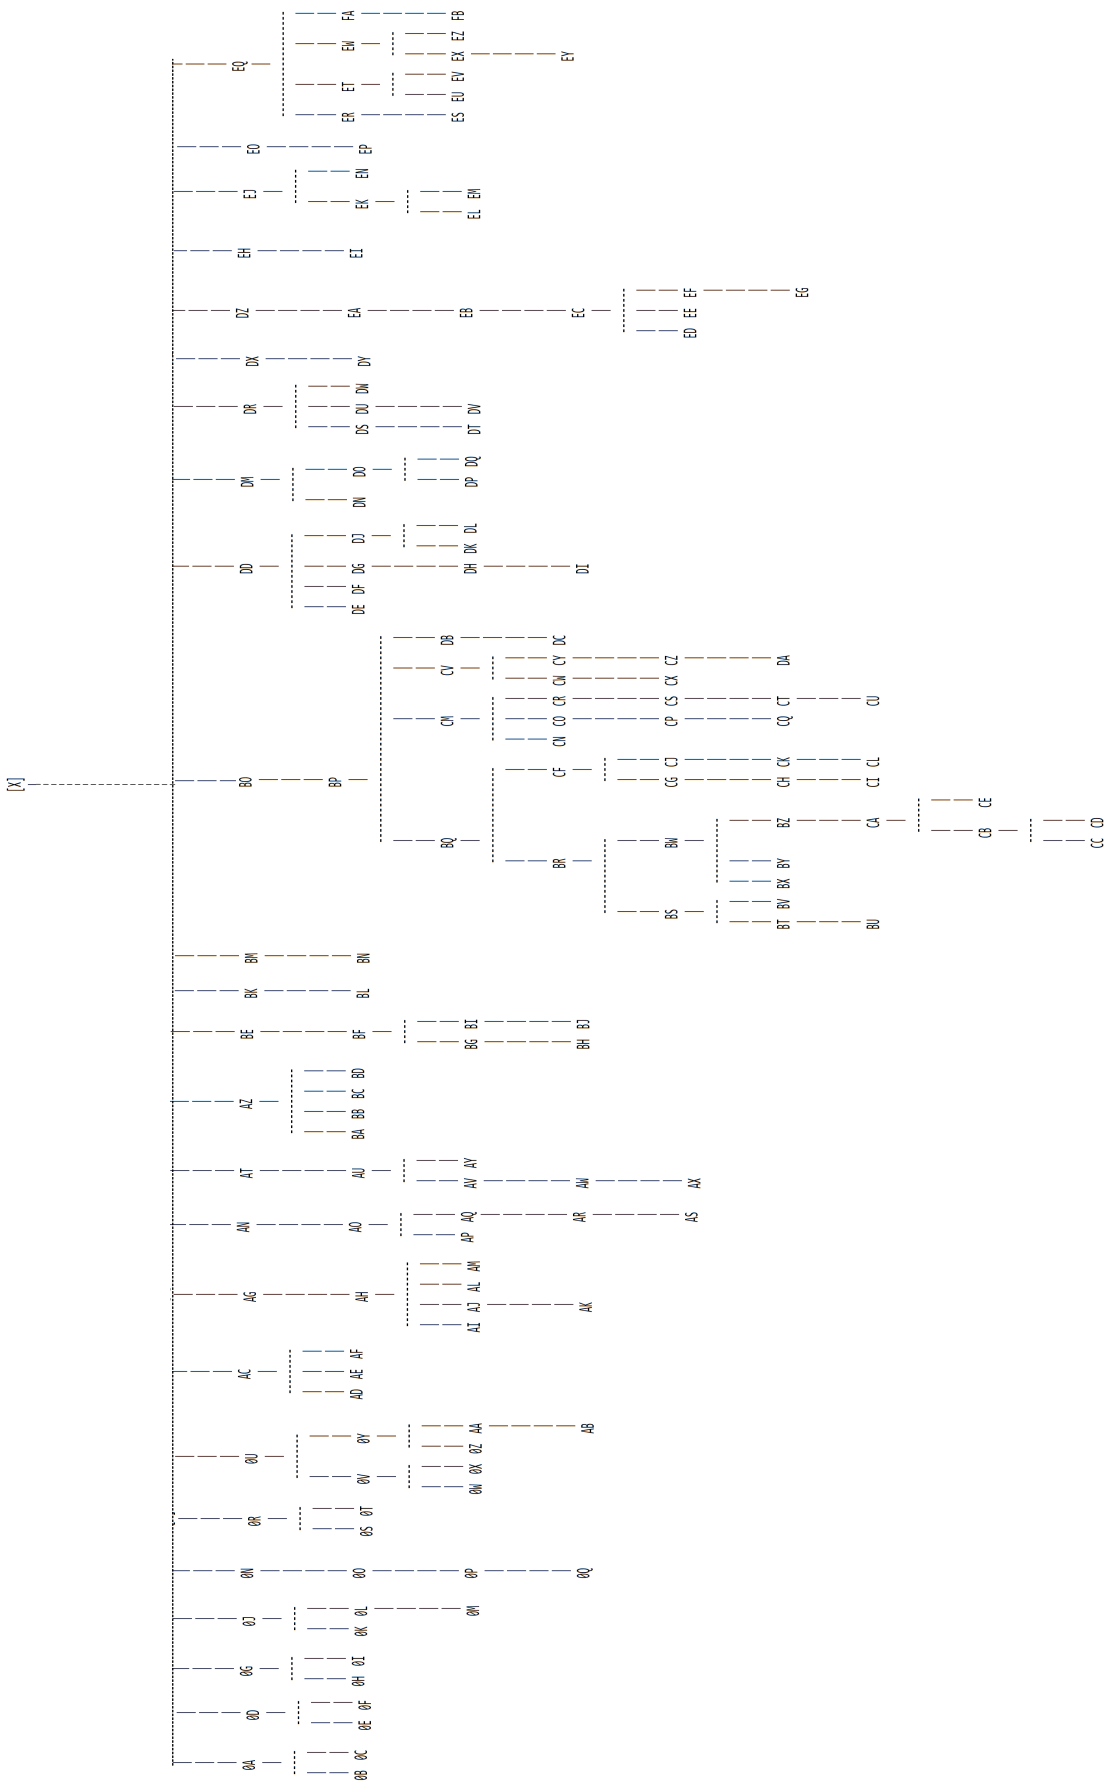 [X]
0A
0B
0C
0D
0E
0F
0G
0H
0I
0J
0K
0L
0M
0N
0O
0P
0Q
0R
0S
0T
0U
0V
0W
0X
0Y
0Z
AA
AB
AC
AD
AE
AF
AG
AH
AI
AJ
AK
AL
AM
AN
AO
AP
AQ
AR
AS
AT
AU
AV
AW
AX
AY
AZ
BA
BB
BC
BD
BE
BF
BG
BH
BI
BJ
BK
BL
BM
BN
BO
BP
BQ
BR
BS
BT
BU
BV
BW
BX
BY
BZ
CA
CB
CC
CD
CE
CF
CG
CH
CI
CJ
CK
CL
CM
CN
CO
CP
CQ
CR
CS
CT
CU
CV
CW
CX
CY
CZ
DA
DB
DC
DD
DE
DF
DG
DH
DI
DJ
DK
DL
DM
DN
DO
DP
DQ
DR
DS
DT
DU
DV
DW
DX
DY
DZ
EA
EB
EC
ED
EE
EF
EG
EH
EI
EJ
EK
EL
EM
EN
EO
EP
EQ
ER
ES
ET
EU
EV
EW
EX
EY
EZ
FA
FB